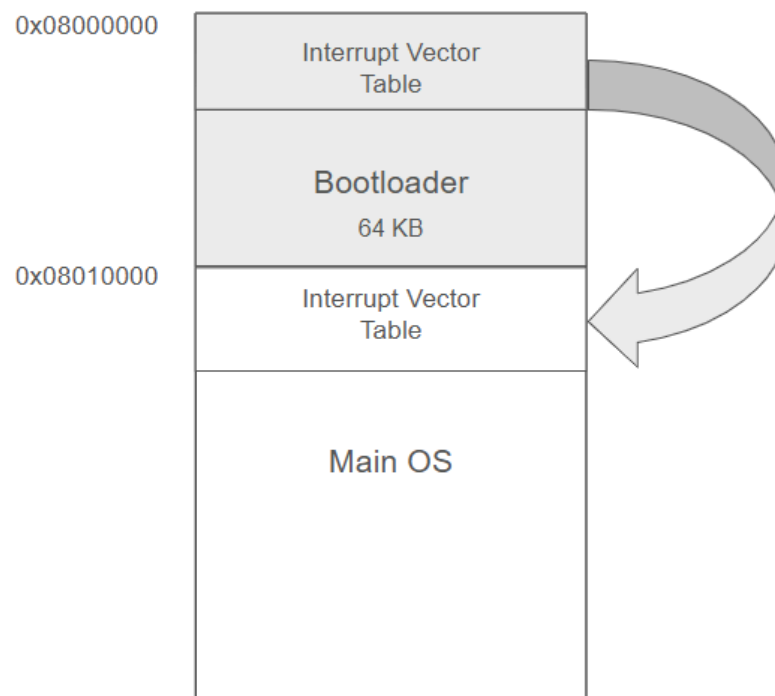 0x08000000
Interrupt Vector
Table
Bootloader
64 KB
0x08010000
Interrupt Vector
Table
Main OS